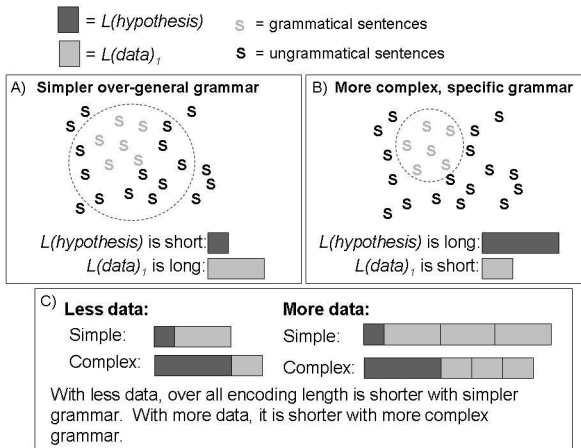 = L(hypothesis)
S = grammatical sentences
= L(data)1
S = ungrammatical sentences
A) Simpler over-general grammar
S S S S S S S S S S S S S S S S S S S S S S S S
L(hypothesis) is short:
L(data)1 is long:
B) More complex, specific grammar
S S S S S S S S S S S S S S S S S S S S S S S S
L(hypothesis) is long:
L(data)1 is short:
C) Less data:
Simple:
Complex:
More data:
Simple:
Complex:
With less data, over all encoding length is shorter with simpler
grammar. With more data, it is shorter with more complex
grammar.